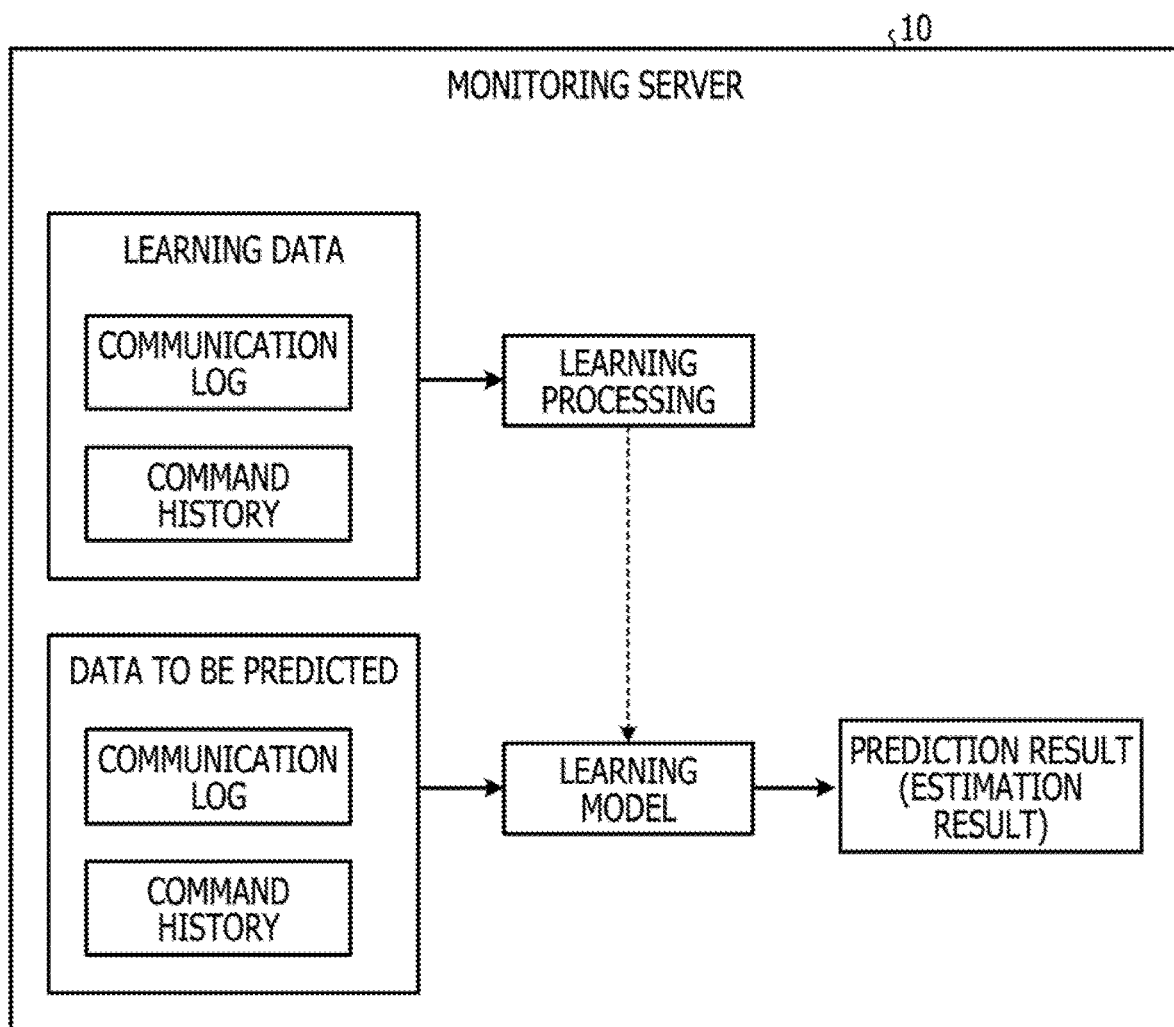 10
MONITORING SERVER
LEARNING DATA
COMMUNICATION
LOG
COMMAND
HISTORY
LEARNING
PROCESSING
DATA TO BE PREDICTED
COMMUNICATION
LOG
COMMAND
HISTORY
LEARNING
MODEL
PREDICTION RESULT
(ESTIMATION
RESULT)